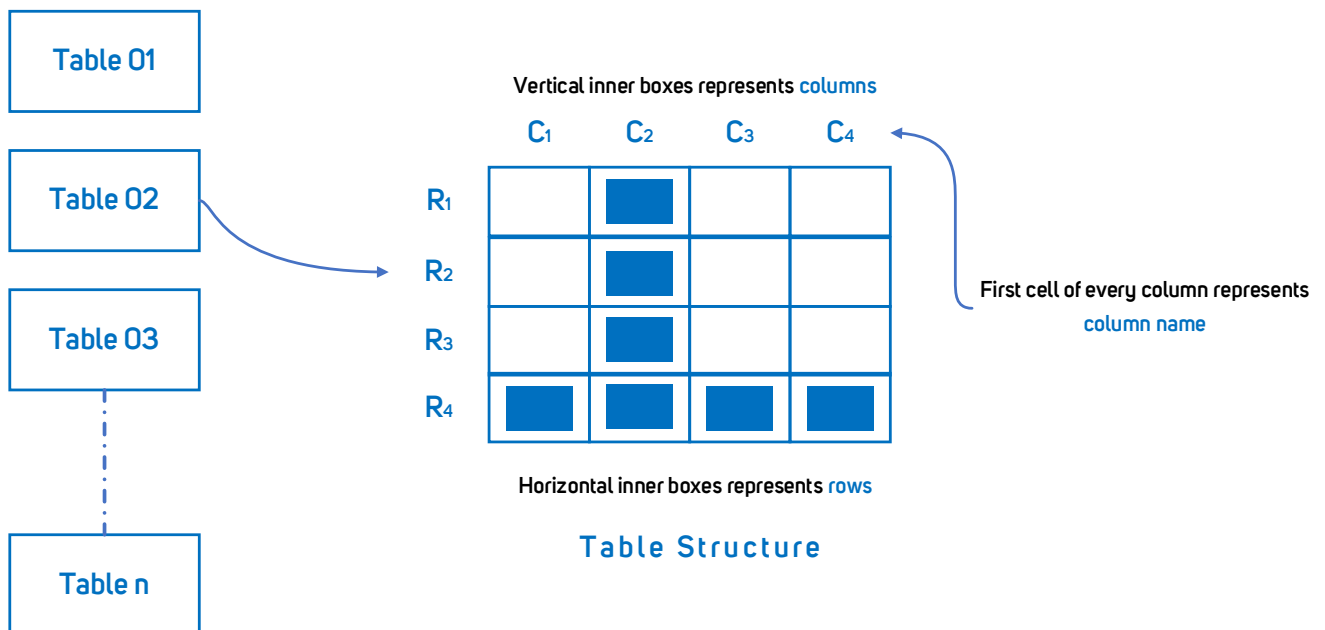 Table 01
Table 02
Table 03
Table n
Vertical inner boxes represents columns
C1 C2 C3 C4
R1
R2
R3
R4
First cell of every column represents
column name
Horizontal inner boxes represents rows
Table Structure